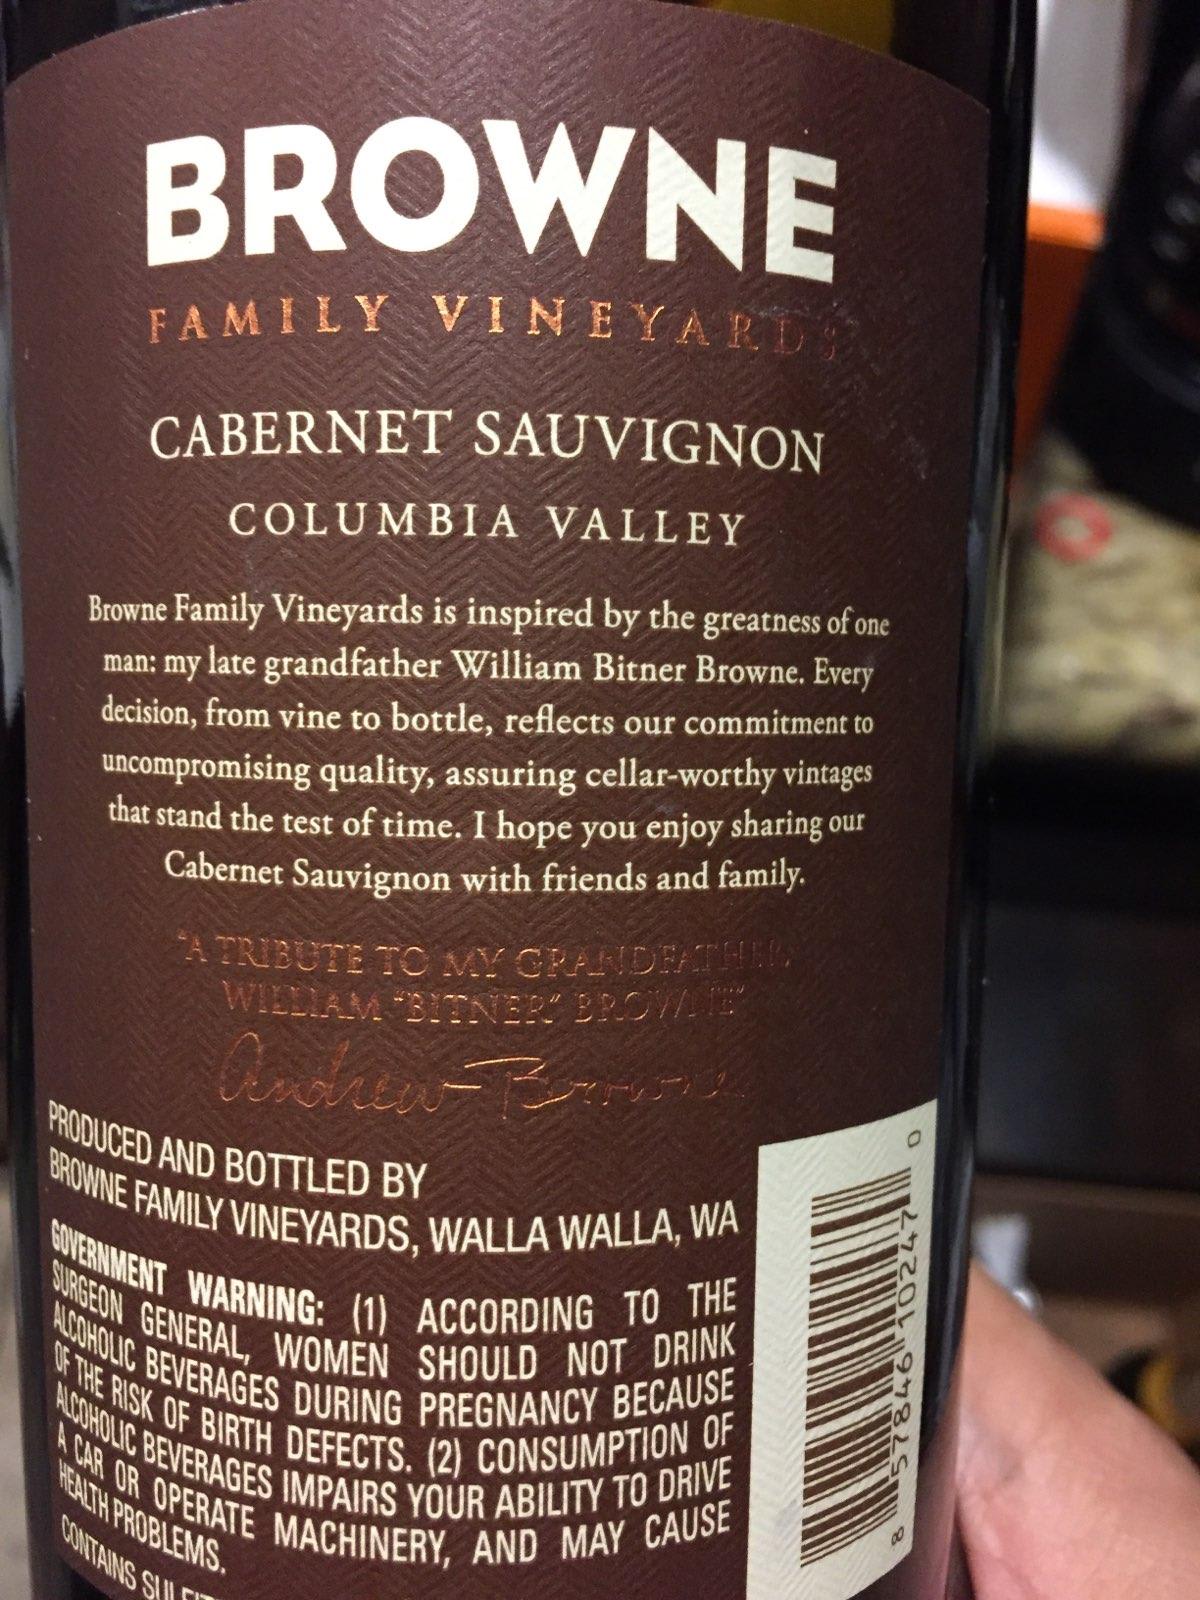 BROWNE
FAMILY VINEYARDS
CABERNET SAUVIGNON
COLUMBIA VALLEY
Browne Family Vineyards is inspired by the greatness of one
man: my late grandfather William Bitner Browne. Every
decision, from vine to bottle, reflects our commitment to
uncompromising quality, assuring cellar-worthy vintages
that stand the test of time. I hope you enjoy sharing our
Cabernet Sauvignon with friends and family.
"A TRIBUTE TO MY GRANDFATHER,
WILLIAM "BITNER" BROWNE"
Andrew Browne
PRODUCED AND BOTTLED BY
BROWNE FAMILY VINEYARDS, WALLA WALLA, WA
GOVERNMENT WARNING: (1) ACCORDING TO THE
SURGEON GENERAL, WOMEN SHOULD NOT DRINK
ALCOHOLIC BEVERAGES DURING PREGNANCY BECAUSE
OF THE RISK OF BIRTH DEFECTS. (2) CONSUMPTION OF
ALCOHOLIC BEVERAGES IMPAIRS YOUR ABILITY TO DRIVE
A CAR OR OPERATE MACHINERY, AND MAY CAUSE
HEALTH PROBLEMS.
CONTAINS
8 57846 10247 0